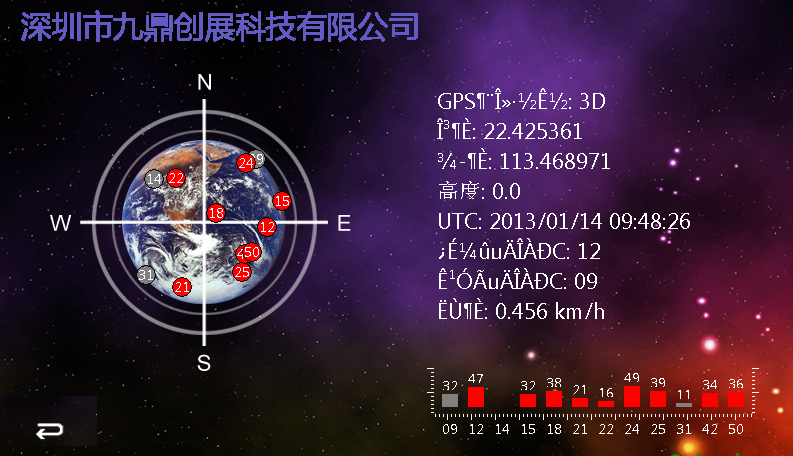 深圳市九鼎创展科技有限公司
N
24
14
22
15
18
W
E
12
50
25
31
21
S
GPS¶¨Î»·½Ê½: 3D
Î³¶È: 22.425361
¾­¶È: 113.468971
高度: 0.0
UTC: 2013/01/14 09:48:26
¿É¼ûµÄÎÀÐÇ: 12
Ê¹ÓÃµÄÎÀÐÇ: 09
ËÙ¶È: 0.456 km/h
32 47 32 38 21 16 49 39 11 34 36
09 12 14 15 18 21 22 24 25 31 42 50